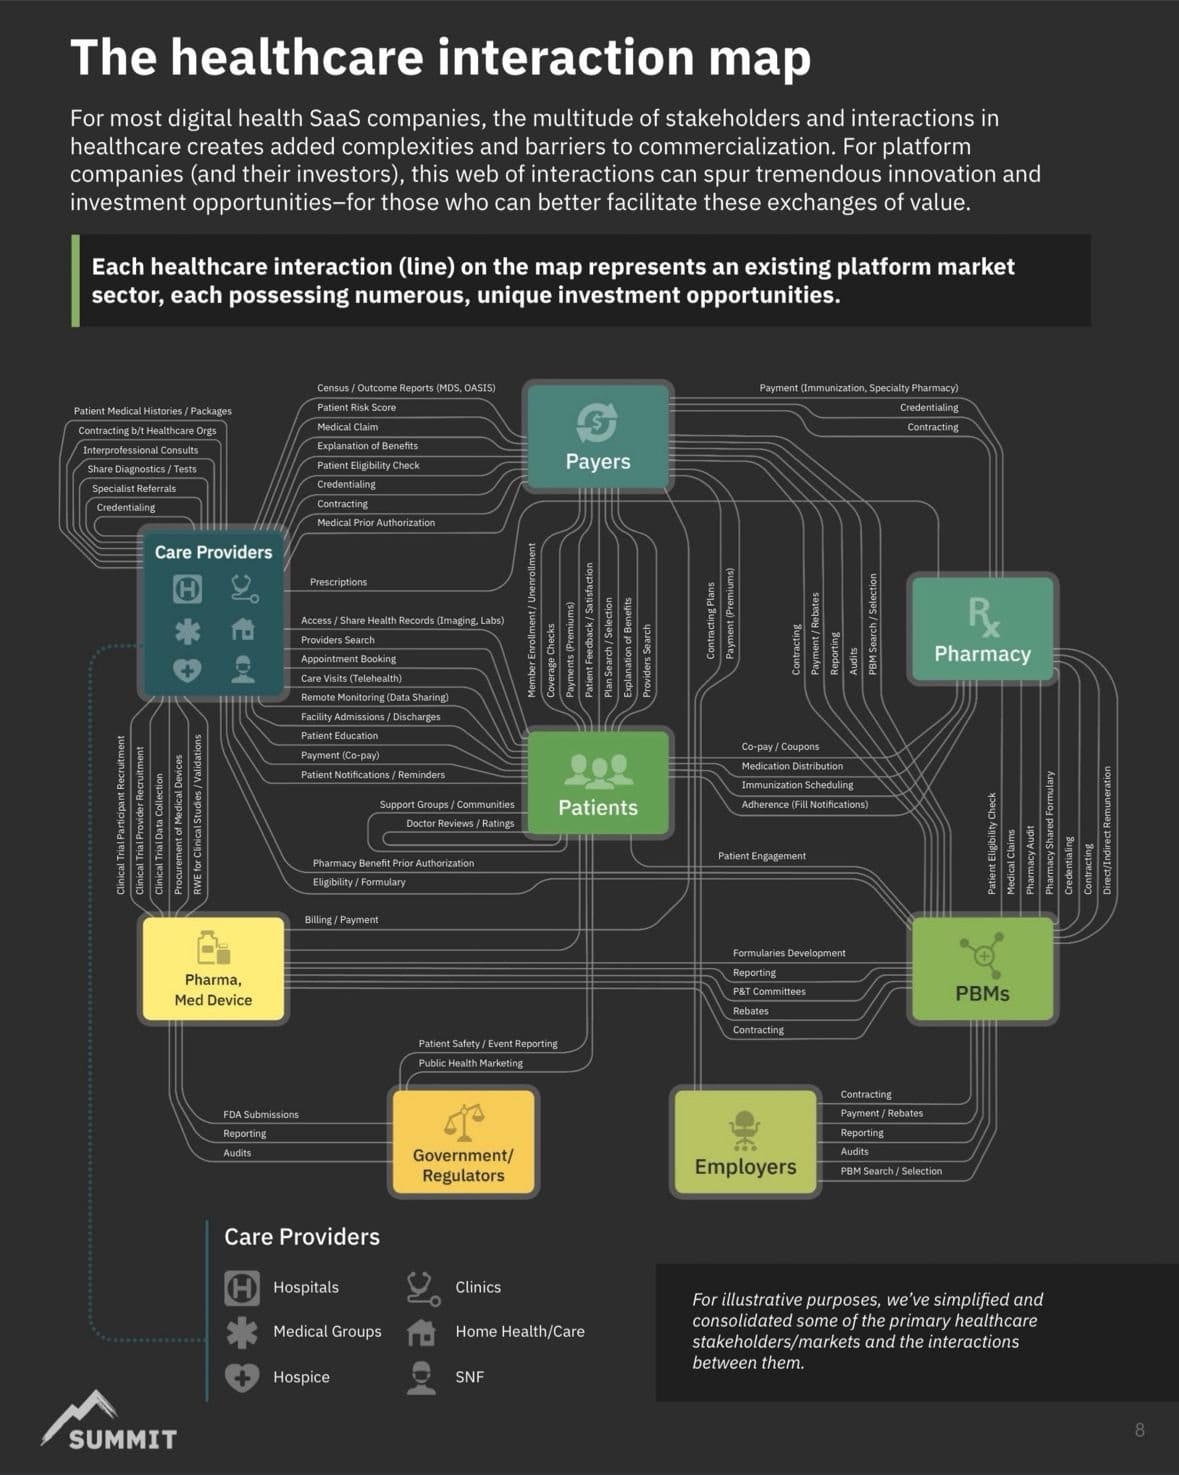 The healthcare interaction map
For most digital health SaaS companies, the multitude of stakeholders and interactions in
healthcare creates added complexities and barriers to commercialization. For platform
companies (and their investors), this web of interactions can spur tremendous innovation and
investment opportunities–for those who can better facilitate these exchanges of value.
Each healthcare interaction (line) on the map represents an existing platform market
sector, each possessing numerous, unique investment opportunities.
Patient Medical Histories / Packages
Contracting b/t Healthcare Orgs
Interprofessional Consults
Share Diagnostics / Tests
Specialist Referrals
Credentialing
Census / Outcome Reports (MDS, OASIS)
Patient Risk Score
Medical Claim
Explanation of Benefits
Patient Eligibility Check
Credentialing
Contracting
Medical Prior Authorization
$
Payers
Payment (Immunization, Specialty Pharmacy)
Credentialing
Contracting
Care Providers
H
Prescriptions
Access / Share Health Records (Imaging, Labs)
Providers Search
Appointment Booking
Care Visits (Telehealth)
Remote Monitoring (Data Sharing)
Facility Admissions / Discharges
Patient Education
Payment (Co-pay)
Patient Notifications / Reminders
Member Enrollment / Unenrollment
Coverage Checks
Payments (Premiums)
Patient Feedback / Satisfaction
Plan Search / Selection
Explanation of Benefits
Providers Search
Contracting Plans
Payment (Premiums)
Contracting
Payment / Rebates
Reporting
Audits
PBM Search / Selection
Rx
Pharmacy
Patients
Support Groups / Communities
Doctor Reviews / Ratings
Co-pay / Coupons
Medication Distribution
Immunization Scheduling
Adherence (Fill Notifications)
Clinical Trial Participant Recruitment
Clinical Trial Provider Recruitment
Clinical Trial Data Collection
Procurement of Medical Devices
RWE for Clinical Studies / Validations
Pharmacy Benefit Prior Authorization
Eligibility / Formulary
Patient Engagement
Patient Eligibility Check
Medical Claims
Pharmacy Audit
Pharmacy Shared Formulary
Credentialing
Contracting
Direct/Indirect Remuneration
Billing / Payment
Pharma,
Med Device
Formularies Development
Reporting
P&T Committees
Rebates
Contracting
PBMs
Patient Safety / Event Reporting
Public Health Marketing
FDA Submissions
Reporting
Audits
Government/
Regulators
Employers
Contracting
Payment / Rebates
Reporting
Audits
PBM Search / Selection
Care Providers
H
Hospitals
Clinics
Medical Groups
Home Health/Care
Hospice
SNF
For illustrative purposes, we’ve simplified and
consolidated some of the primary healthcare
stakeholders/markets and the interactions
between them.
SUMMIT
8